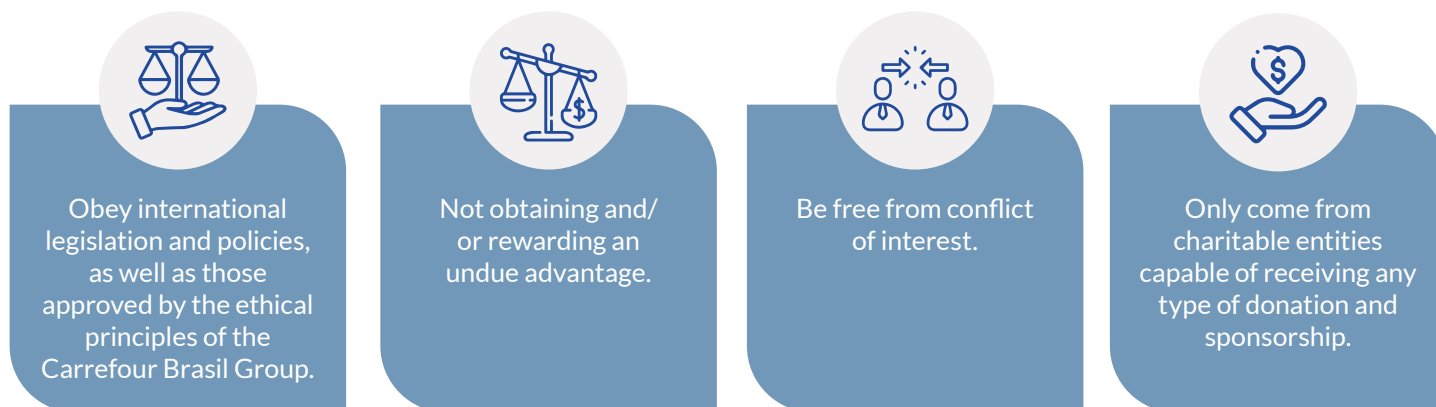 Obey international
legislation and policies,
as well as those
approved by the ethical
principles of the
Carrefour Brasil Group.
Not obtaining and/
or rewarding an
undue advantage.
Be free from conflict
of interest.
Only come from
charitable entities
capable of receiving any
type of donation and
sponsorship.